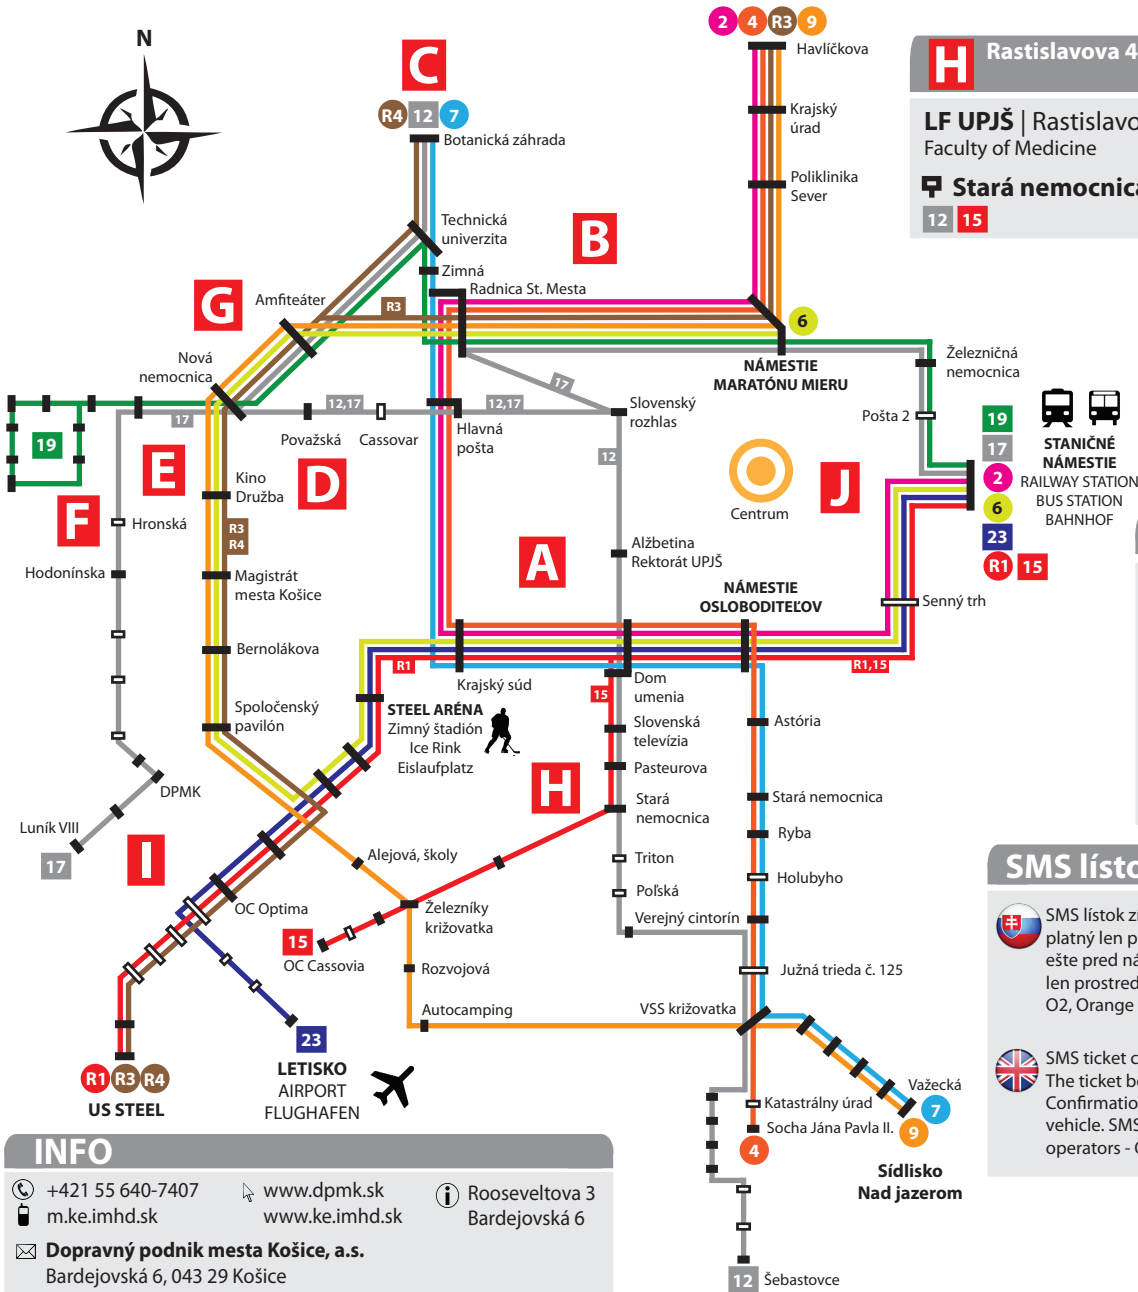 N
C
R4 12 7
Botanická záhrada
2 4 R3 9
Havlíčkova
Krajský
úrad
Poliklinika
Sever
H Rastislavova 4
LF UPJŠ | Rastislavo
Faculty of Medicine
Stará nemocnica
12 15
Technická
univerzita
B
Zimná
Radnica St. Mesta
G
Amfiteáter
R3
6
NÁMESTIE
MARATÓNU MIERU
Nová
nemocnica
Železničná
nemocnica
17
12,17
12,17
17
Považská
Cassovar
Hlavná
pošta
Slovenský
rozhlas
12
Pošta 2
19
17
2
6
23
R1 15
STANIČNÉ
NÁMESTIE
RAILWAY STATION
BUS STATION
BAHNHOF
19
E
D
F
Kino
Družba
Centrum
J
Hronská
R3
R4
Hodonínska
Magistrát
mesta Košice
A
Alžbetina
Rektorát UPJŠ
NÁMESTIE
OSLOBODITEĽOV
Senný trh
Bernolákova
R1
R1,15
Krajský súd
15
Dom
umenia
Spoločenský
pavilón
STEEL ARÉNA
Zimný štadión
Ice Rink
Eislaufplatz
Slovenská
televízia
Astória
Pasteurova
H
Stará
nemocnica
Stará nemocnica
DPMK
Luník VIII
17
I
Alejová, školy
Ryba
Triton
Holubyho
Poľská
OC Optima
Železníky
križovatka
Verejný cintorín
15
OC Cassovia
Rozvojová
Južná trieda č. 125
Autocamping
VSS križovatka
23
LETISKO
AIRPORT
FLUGHAFEN
R1 R3 R4
US STEEL
Važecká
7
9
Katastrálny úrad
Socha Jána Pavla II.
4
Sídlisko
Nad jazerom
12 Šebastovce
SMS lísto
SMS lístok zí
platný len p
ešte pred ná
len prostred
O2, Orange
SMS ticket c
The ticket be
Confirmatio
vehicle. SMS
operators - 
INFO
+421 55 640-7407
m.ke.imhd.sk
www.dpmk.sk
www.ke.imhd.sk
Rooseveltova 3
Bardejovská 6
Dopravný podnik mesta Košice, a.s.
Bardejovská 6, 043 29 Košice